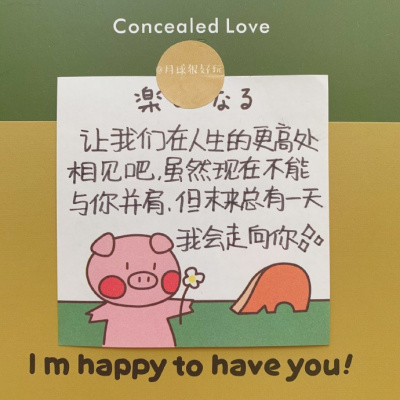 Concealed Love
@月球很好玩
楽 なる
让我们在人生的更高处
相见吧,虽然现在不能
与你并肩,但未来总有一天
我会走向你
I m happy to have you!